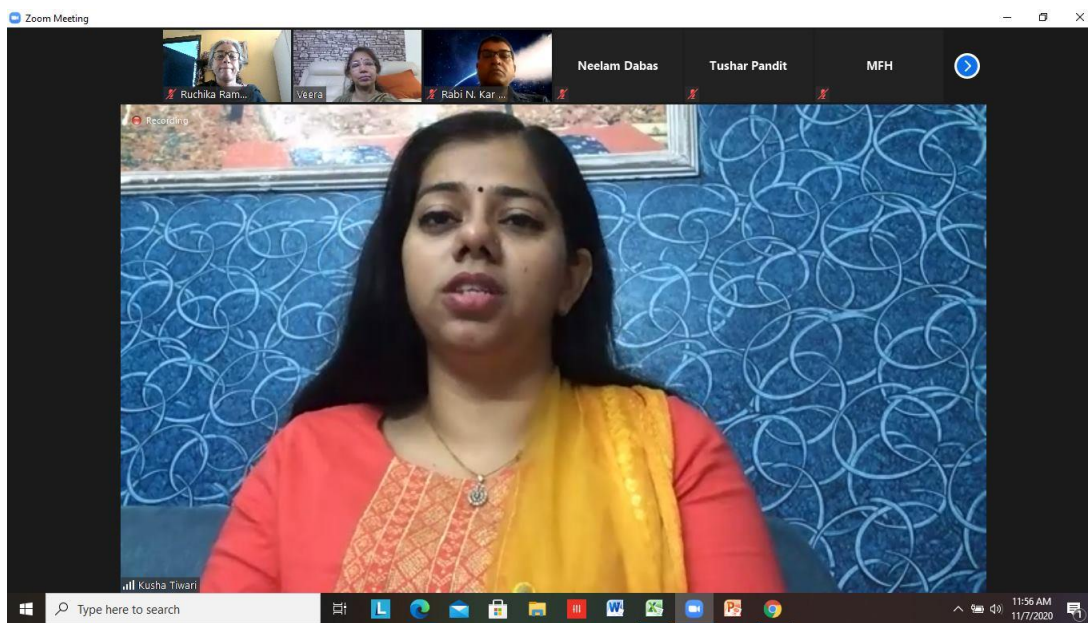 Zoom Meeting
Ruchika Ram...
Veera
Rabi N. Kar ...
Neelam Dabas
Tushar Pandit
MFH
Recording
Kusha Tiwari
Type here to search
11:56 AM
11/7/2020